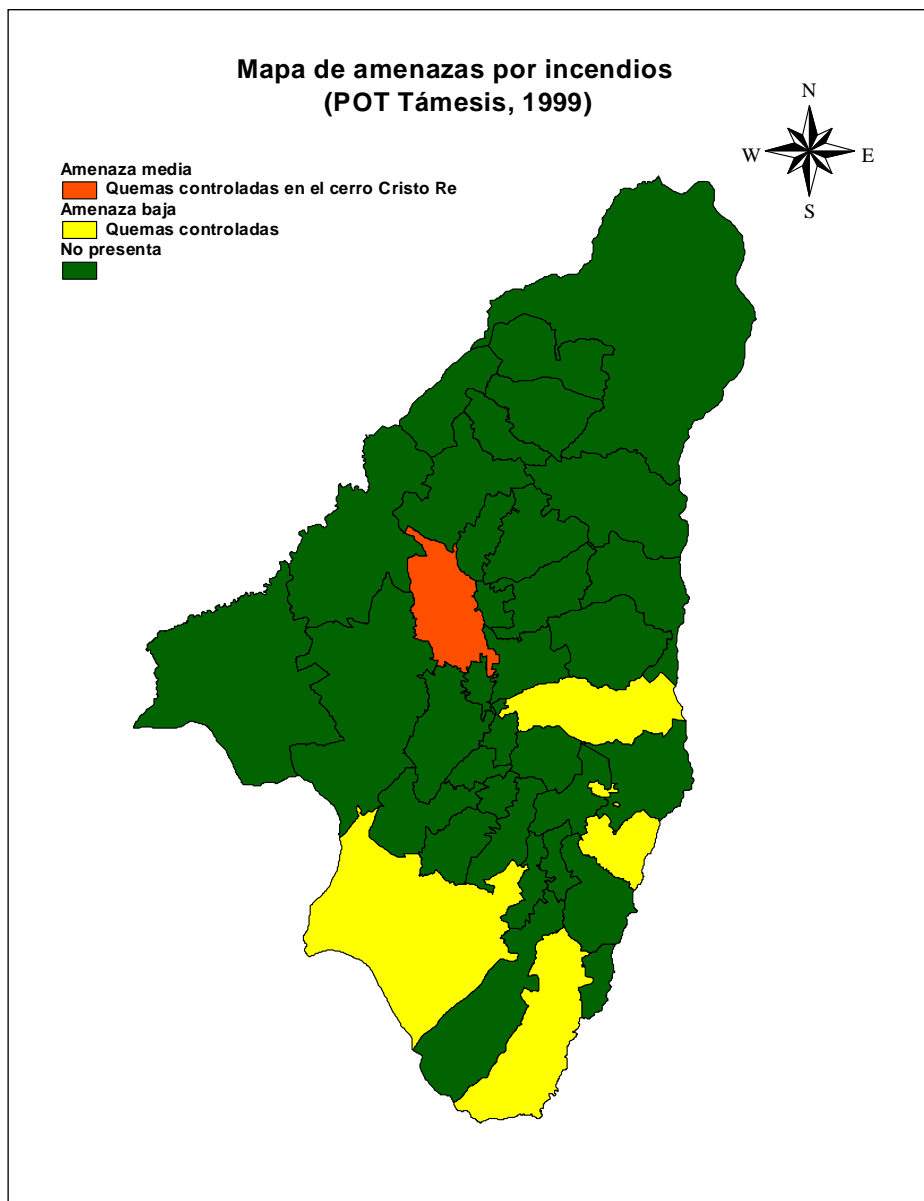 Mapa de amenazas por incendios
(POT Támesis, 1999)
N
W
E
S
Amenaza media
Quemas controladas en el cerro Cristo Re
Amenaza baja
Quemas controladas
No presenta